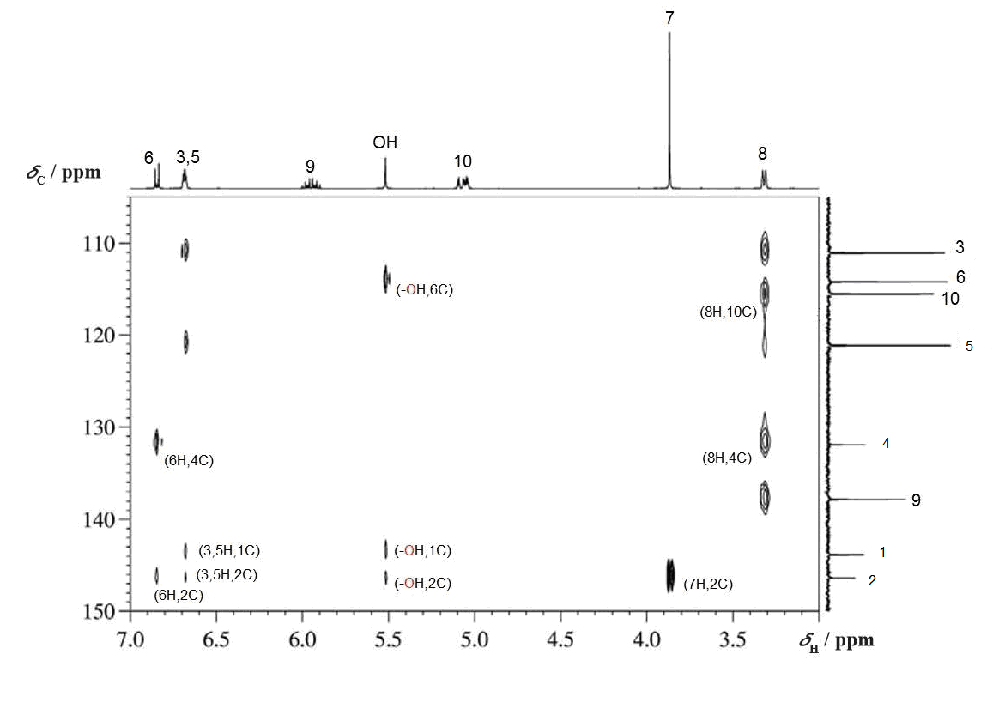 7
6
3,5
9
OH
10
8
δC / ppm
110
120
130
140
150
(-OH,6C)
(8H,10C)
(6H,4C)
(8H,4C)
(3,5H,1C)
(-OH,1C)
(3,5H,2C)
(-OH,2C)
(6H,2C)
(7H,2C)
3
6
10
5
4
9
1
2
7.0 6.5 6.0 5.5 5.0 4.5 4.0 3.5 δH / ppm